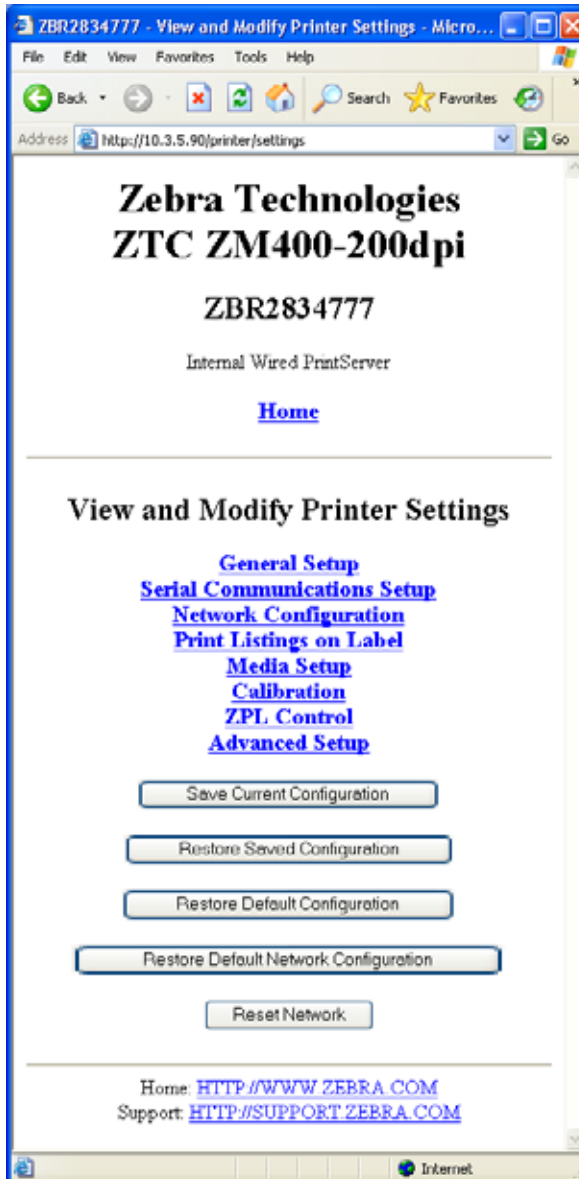 ZBR2834777 - View and Modify Printer Settings - Micro...
File Edit View Favorites Tools Help
Back Search Favorites
Address http://10.3.5.90/printer/settings Go
Zebra Technologies
ZTC ZM400-200dpi
ZBR2834777
Internal Wired PrintServer
Home
View and Modify Printer Settings
General Setup
Serial Communications Setup
Network Configuration
Print Listings on Label
Media Setup
Calibration
ZPL Control
Advanced Setup
Save Current Configuration
Restore Saved Configuration
Restore Default Configuration
Restore Default Network Configuration
Reset Network
Home: HTTP://WWW.ZEBRA.COM
Support: HTTP://SUPPORT.ZEBRA.COM
Internet